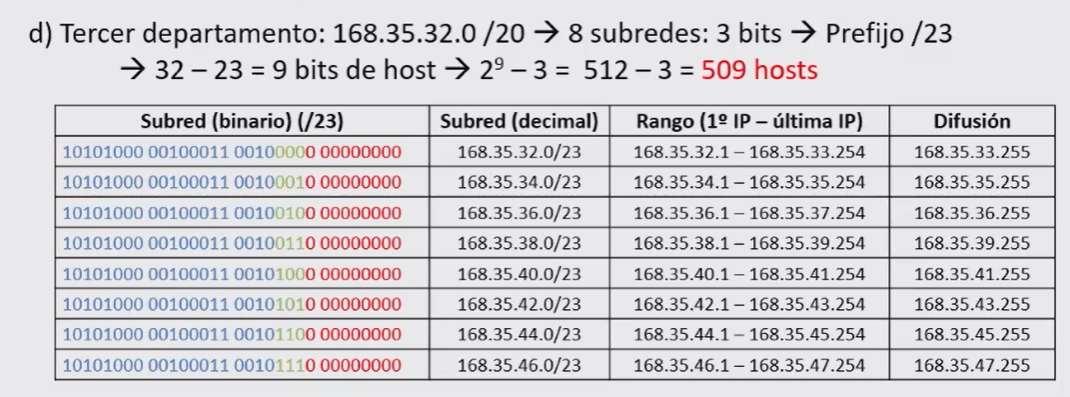 d) Tercer departamento: 168.35.32.0 /20 → 8 subredes: 3 bits → Prefijo /23
→ 32 – 23 = 9 bits de host → 2⁹ – 3 = 512 – 3 = 509 hosts
Subred (binario) (/23) Subred (decimal) Rango (1º IP – última IP) Difusión
10101000 00100011 00100000 00000000 168.35.32.0/23 168.35.32.1 – 168.35.33.254 168.35.33.255
10101000 00100011 00100010 00000000 168.35.34.0/23 168.35.34.1 – 168.35.35.254 168.35.35.255
10101000 00100011 00100100 00000000 168.35.36.0/23 168.35.36.1 – 168.35.37.254 168.35.36.255
10101000 00100011 00100110 00000000 168.35.38.0/23 168.35.38.1 – 168.35.39.254 168.35.39.255
10101000 00100011 00101000 00000000 168.35.40.0/23 168.35.40.1 – 168.35.41.254 168.35.41.255
10101000 00100011 00101010 00000000 168.35.42.0/23 168.35.42.1 – 168.35.43.254 168.35.43.255
10101000 00100011 00101100 00000000 168.35.44.0/23 168.35.44.1 – 168.35.45.254 168.35.45.255
10101000 00100011 00101110 00000000 168.35.46.0/23 168.35.46.1 – 168.35.47.254 168.35.47.255